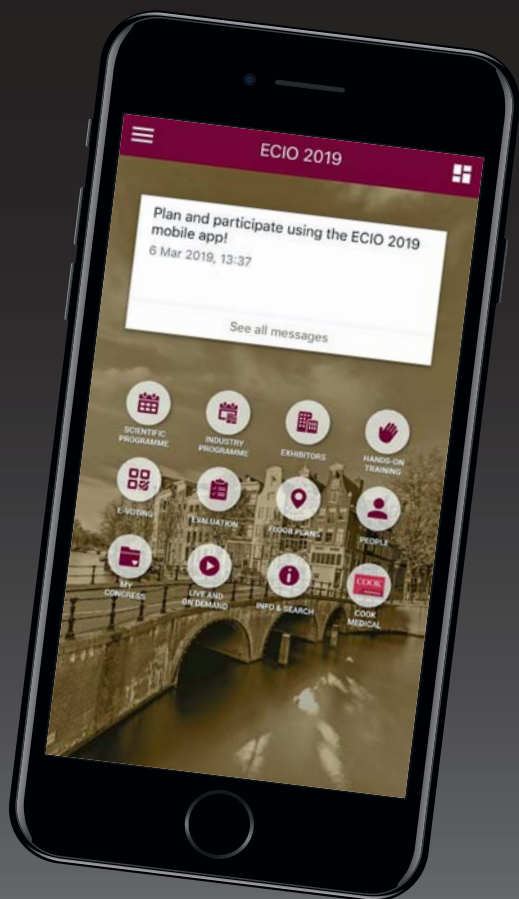 ECIO 2019
Plan and participate using the ECIO 2019
mobile app!
6 Mar 2019, 13:37
See all messages
SCIENTIFIC
PROGRAMME
INDUSTRY
PROGRAMME
EXHIBITORS
HANDS-ON
TRAINING
E-VOTING
EVALUATION
FLOOR PLANS
PEOPLE
MY
CONGRESS
LIVE AND
ON DEMAND
INFO & SEARCH
COOK
COOK
MEDICAL